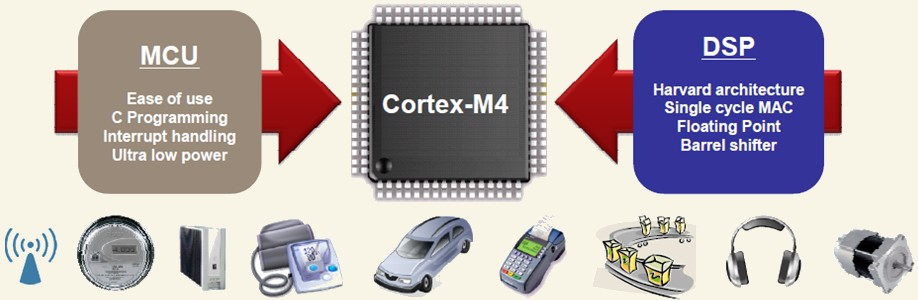 MCU
Ease of use
C Programming
Interrupt handling
Ultra low power
Cortex-M4
DSP
Harvard architecture
Single cycle MAC
Floating Point
Barrel shifter